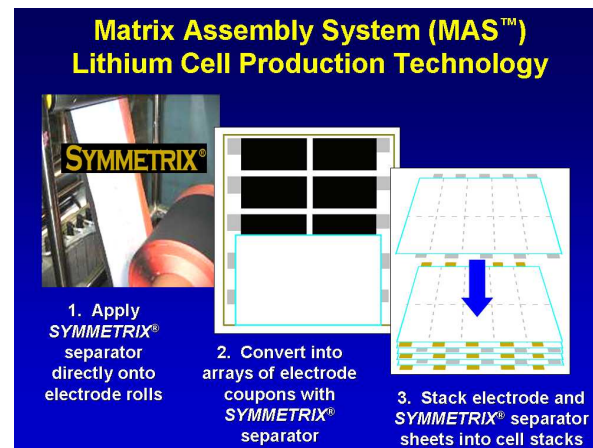 Matrix Assembly System (MAS™)
Lithium Cell Production Technology
SYMMETRIX®
1. Apply
SYMMETRIX®
separator
directly onto
electrode rolls
2. Convert into
arrays of electrode
coupons with
SYMMETRIX®
separator
3. Stack electrode and
SYMMETRIX® separator
sheets into cell stacks